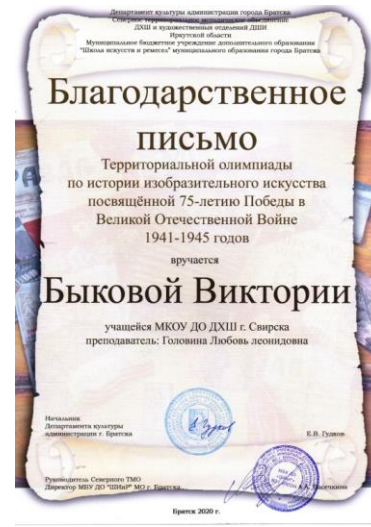 Департамент культуры администрации города Братска
Северное территориальное методическое объединение
ДХШ и художественных отделений ДШИ
Иркутской области
Муниципальное бюджетное учреждение дополнительного образования
"Школа искусств и ремесел" муниципального образования города Братска
Благодарственное
письмо
Территориальной олимпиады
по истории изобразительного искусства
посвящённой 75-летию Победы в
Великой Отечественной Войне
1941-1945 годов
вручается
Быковой Виктории
учащейся МКОУ ДО ДХШ г. Свирска
преподаватель: Головина Любовь леонидовна
Начальник
Департамента культуры
администрации г. Братска
Е.В. Гудков
Руководитель Северного ТМО
Директор МБУ ДО "ШИиР" МО г. Братска
Братск 2020 г.